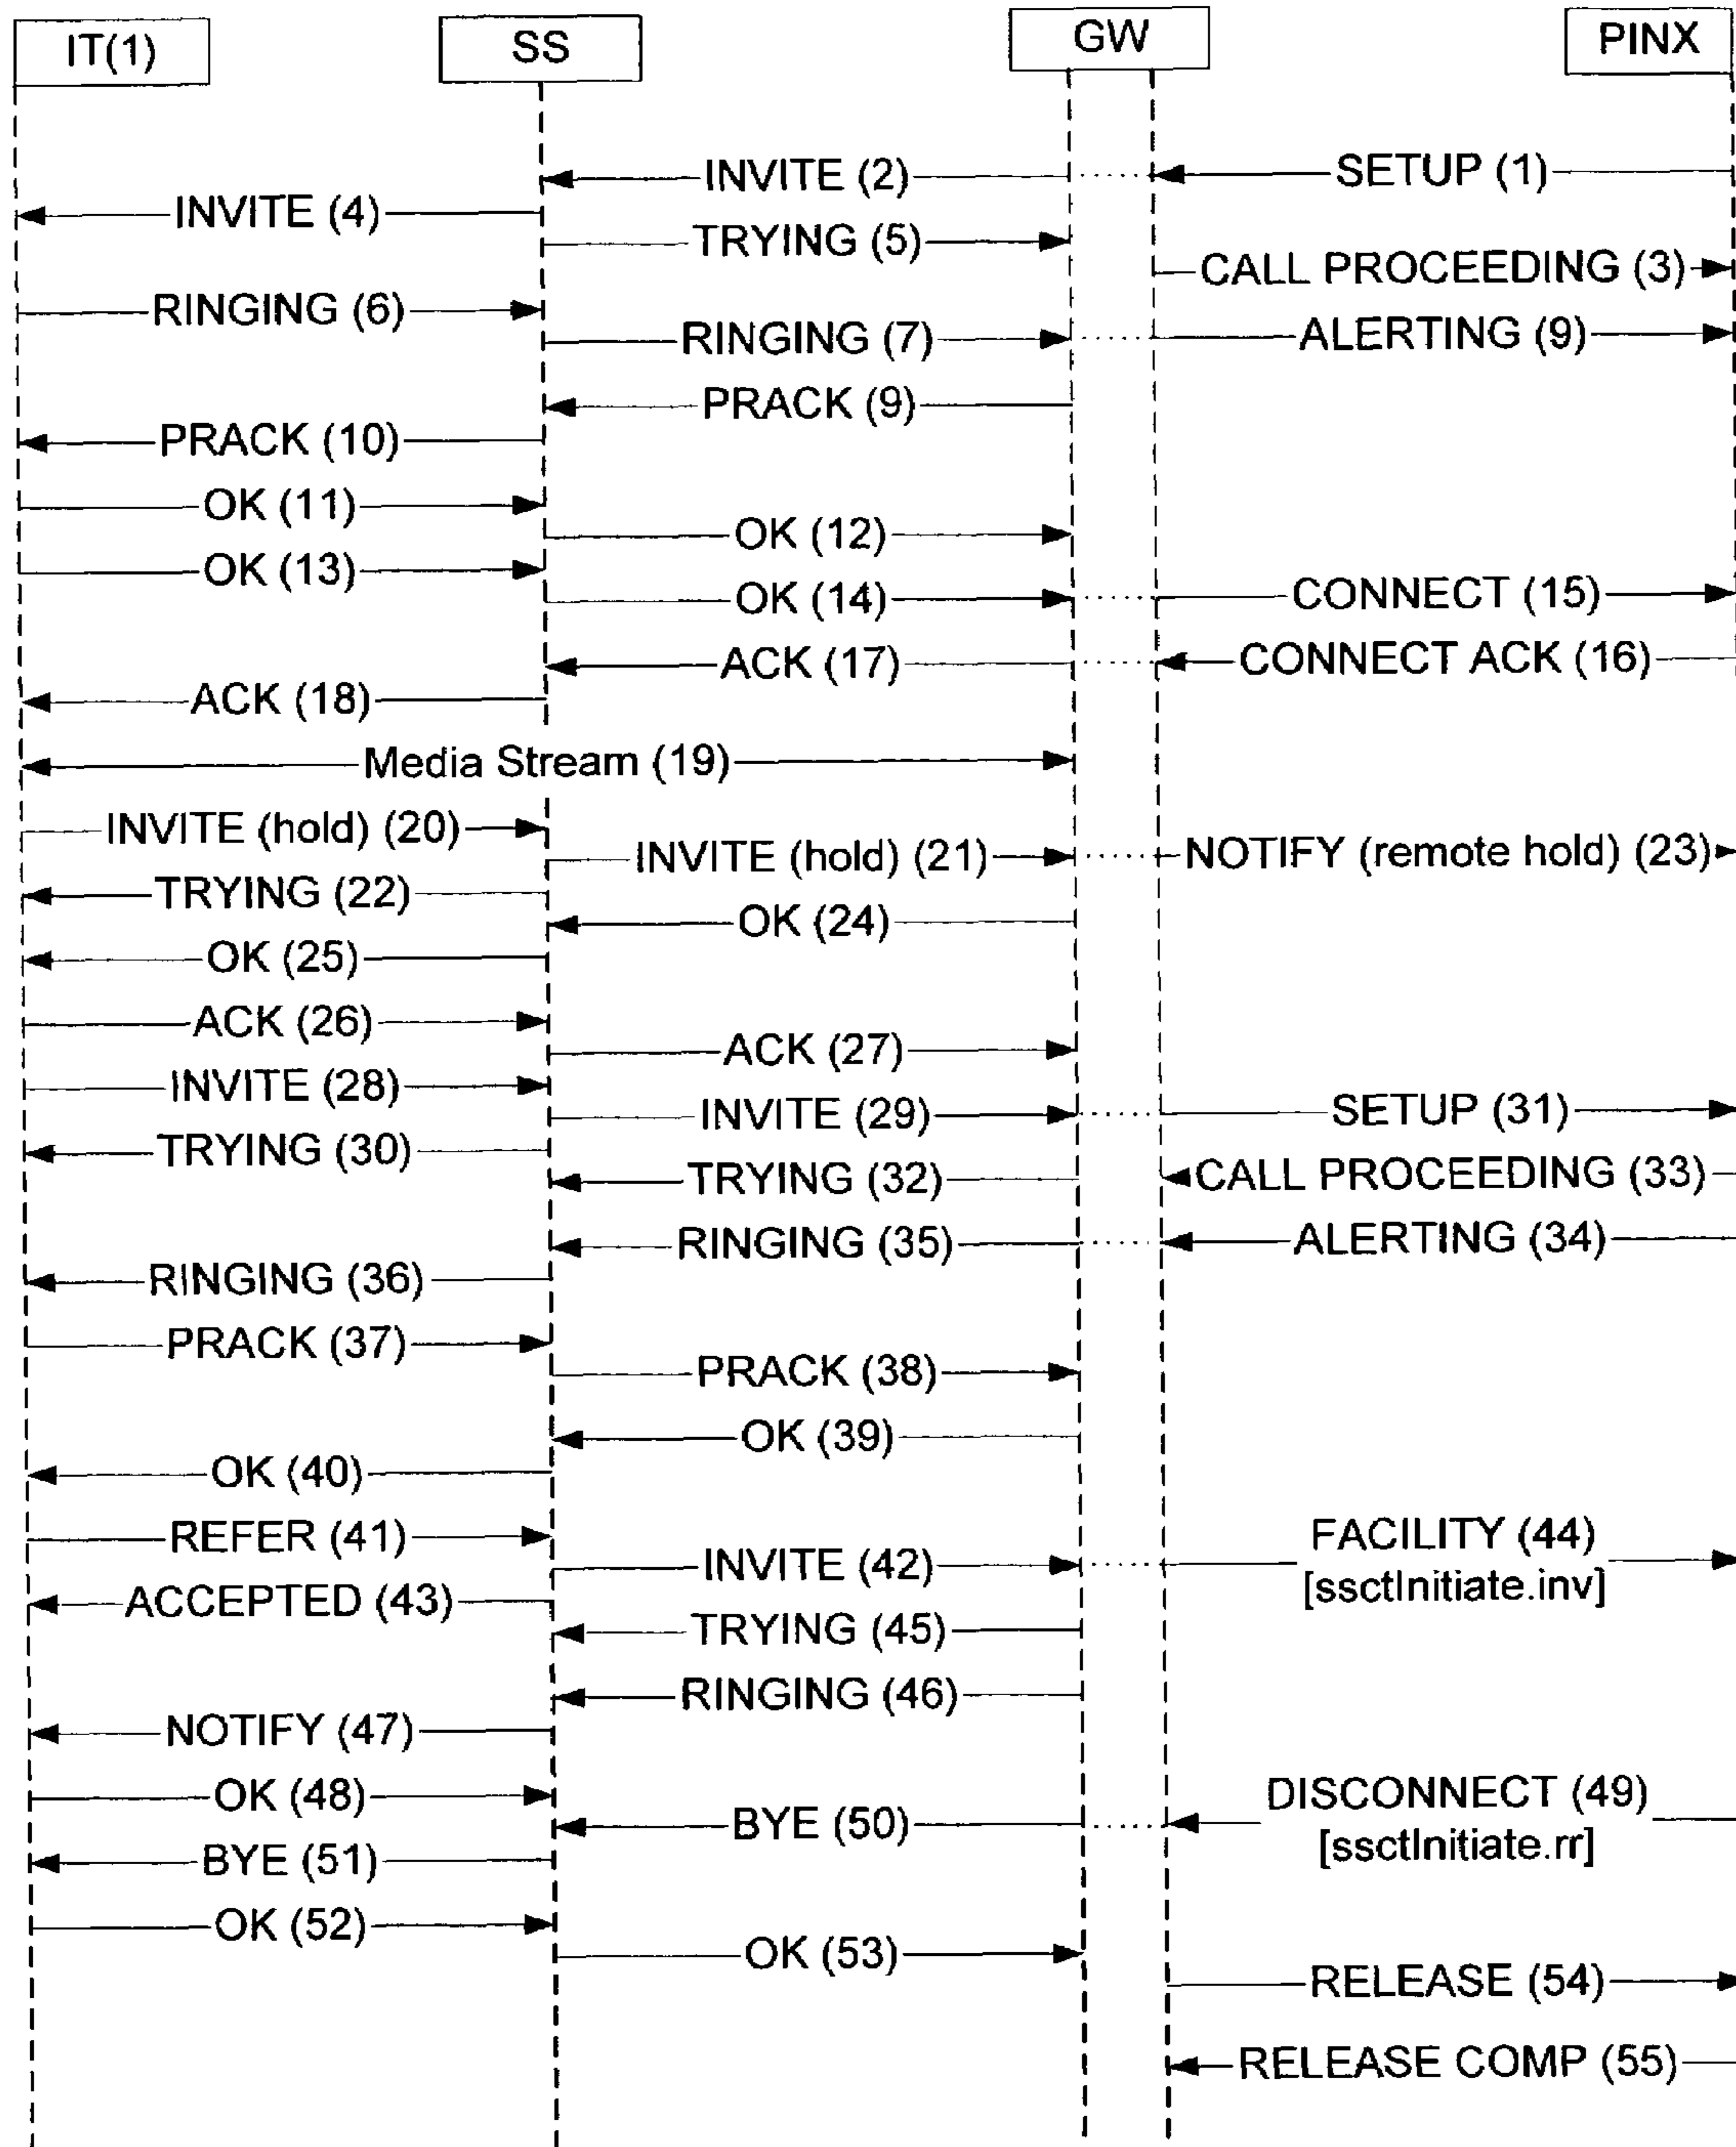 IT(1)
SS
GW
PINX
INVITE (2)
SETUP (1)
INVITE (4)
TRYING (5)
CALL PROCEEDING (3)
RINGING (6)
RINGING (7)
ALERTING (9)
PRACK (9)
PRACK (10)
OK (11)
OK (12)
OK (13)
OK (14)
CONNECT (15)
ACK (17)
CONNECT ACK (16)
ACK (18)
Media Stream (19)
INVITE (hold) (20)
INVITE (hold) (21)
NOTIFY (remote hold) (23)
TRYING (22)
OK (24)
OK (25)
ACK (26)
ACK (27)
INVITE (28)
INVITE (29)
SETUP (31)
TRYING (30)
TRYING (32)
CALL PROCEEDING (33)
RINGING (35)
ALERTING (34)
RINGING (36)
PRACK (37)
PRACK (38)
OK (39)
OK (40)
REFER (41)
INVITE (42)
FACILITY (44)
[ssctInitiate.inv]
ACCEPTED (43)
TRYING (45)
RINGING (46)
NOTIFY (47)
OK (48)
BYE (50)
DISCONNECT (49)
[ssctInitiate.rr]
BYE (51)
OK (52)
OK (53)
RELEASE (54)
RELEASE COMP (55)